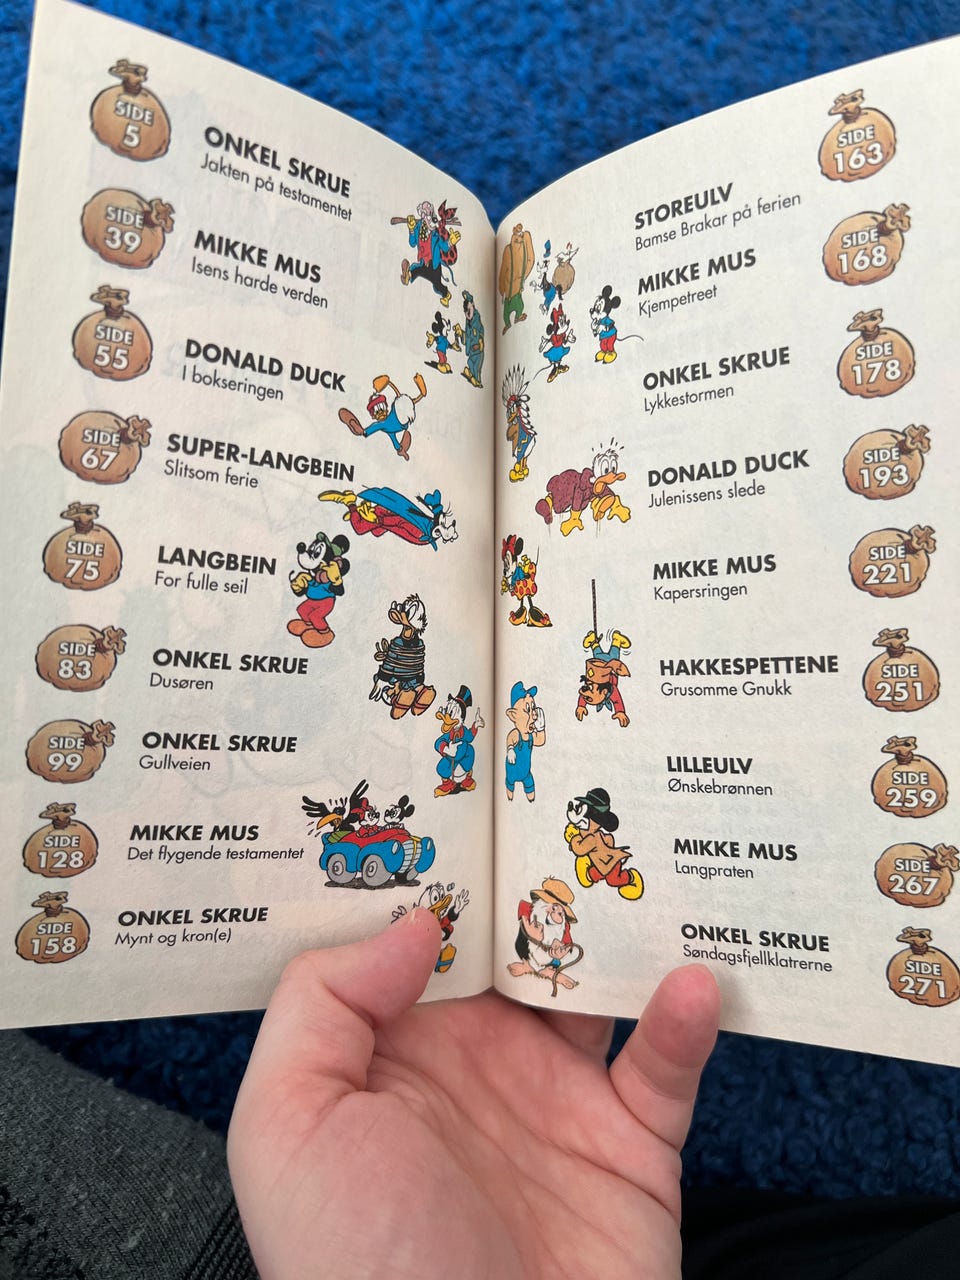 SIDE
5
ONKEL SKRUE
Jakten på testamentet
SIDE
39
MIKKE MUS
Isens harde verden
SIDE
55
DONALD DUCK
I bokseringen
SIDE
67
SUPER-LANGBEIN
Slitsom ferie
SIDE
75
LANGBEIN
For fulle seil
SIDE
83
ONKEL SKRUE
Dusøren
SIDE
99
ONKEL SKRUE
Gullveien
SIDE
128
MIKKE MUS
Det flygende testamentet
SIDE
158
ONKEL SKRUE
Mynt og kron(e)
SIDE
163
STOREULV
Bamse Brakar på ferien
SIDE
168
MIKKE MUS
Kjempetreet
SIDE
178
ONKEL SKRUE
Lykkestormen
SIDE
193
DONALD DUCK
Julenissens slede
SIDE
221
MIKKE MUS
Kapersringen
SIDE
251
HAKKESPETTENE
Grusomme Gnukk
SIDE
259
LILLEULV
Ønskebrønnen
SIDE
267
MIKKE MUS
Langpraten
SIDE
271
ONKEL SKRUE
Søndagsfjellklatrerne